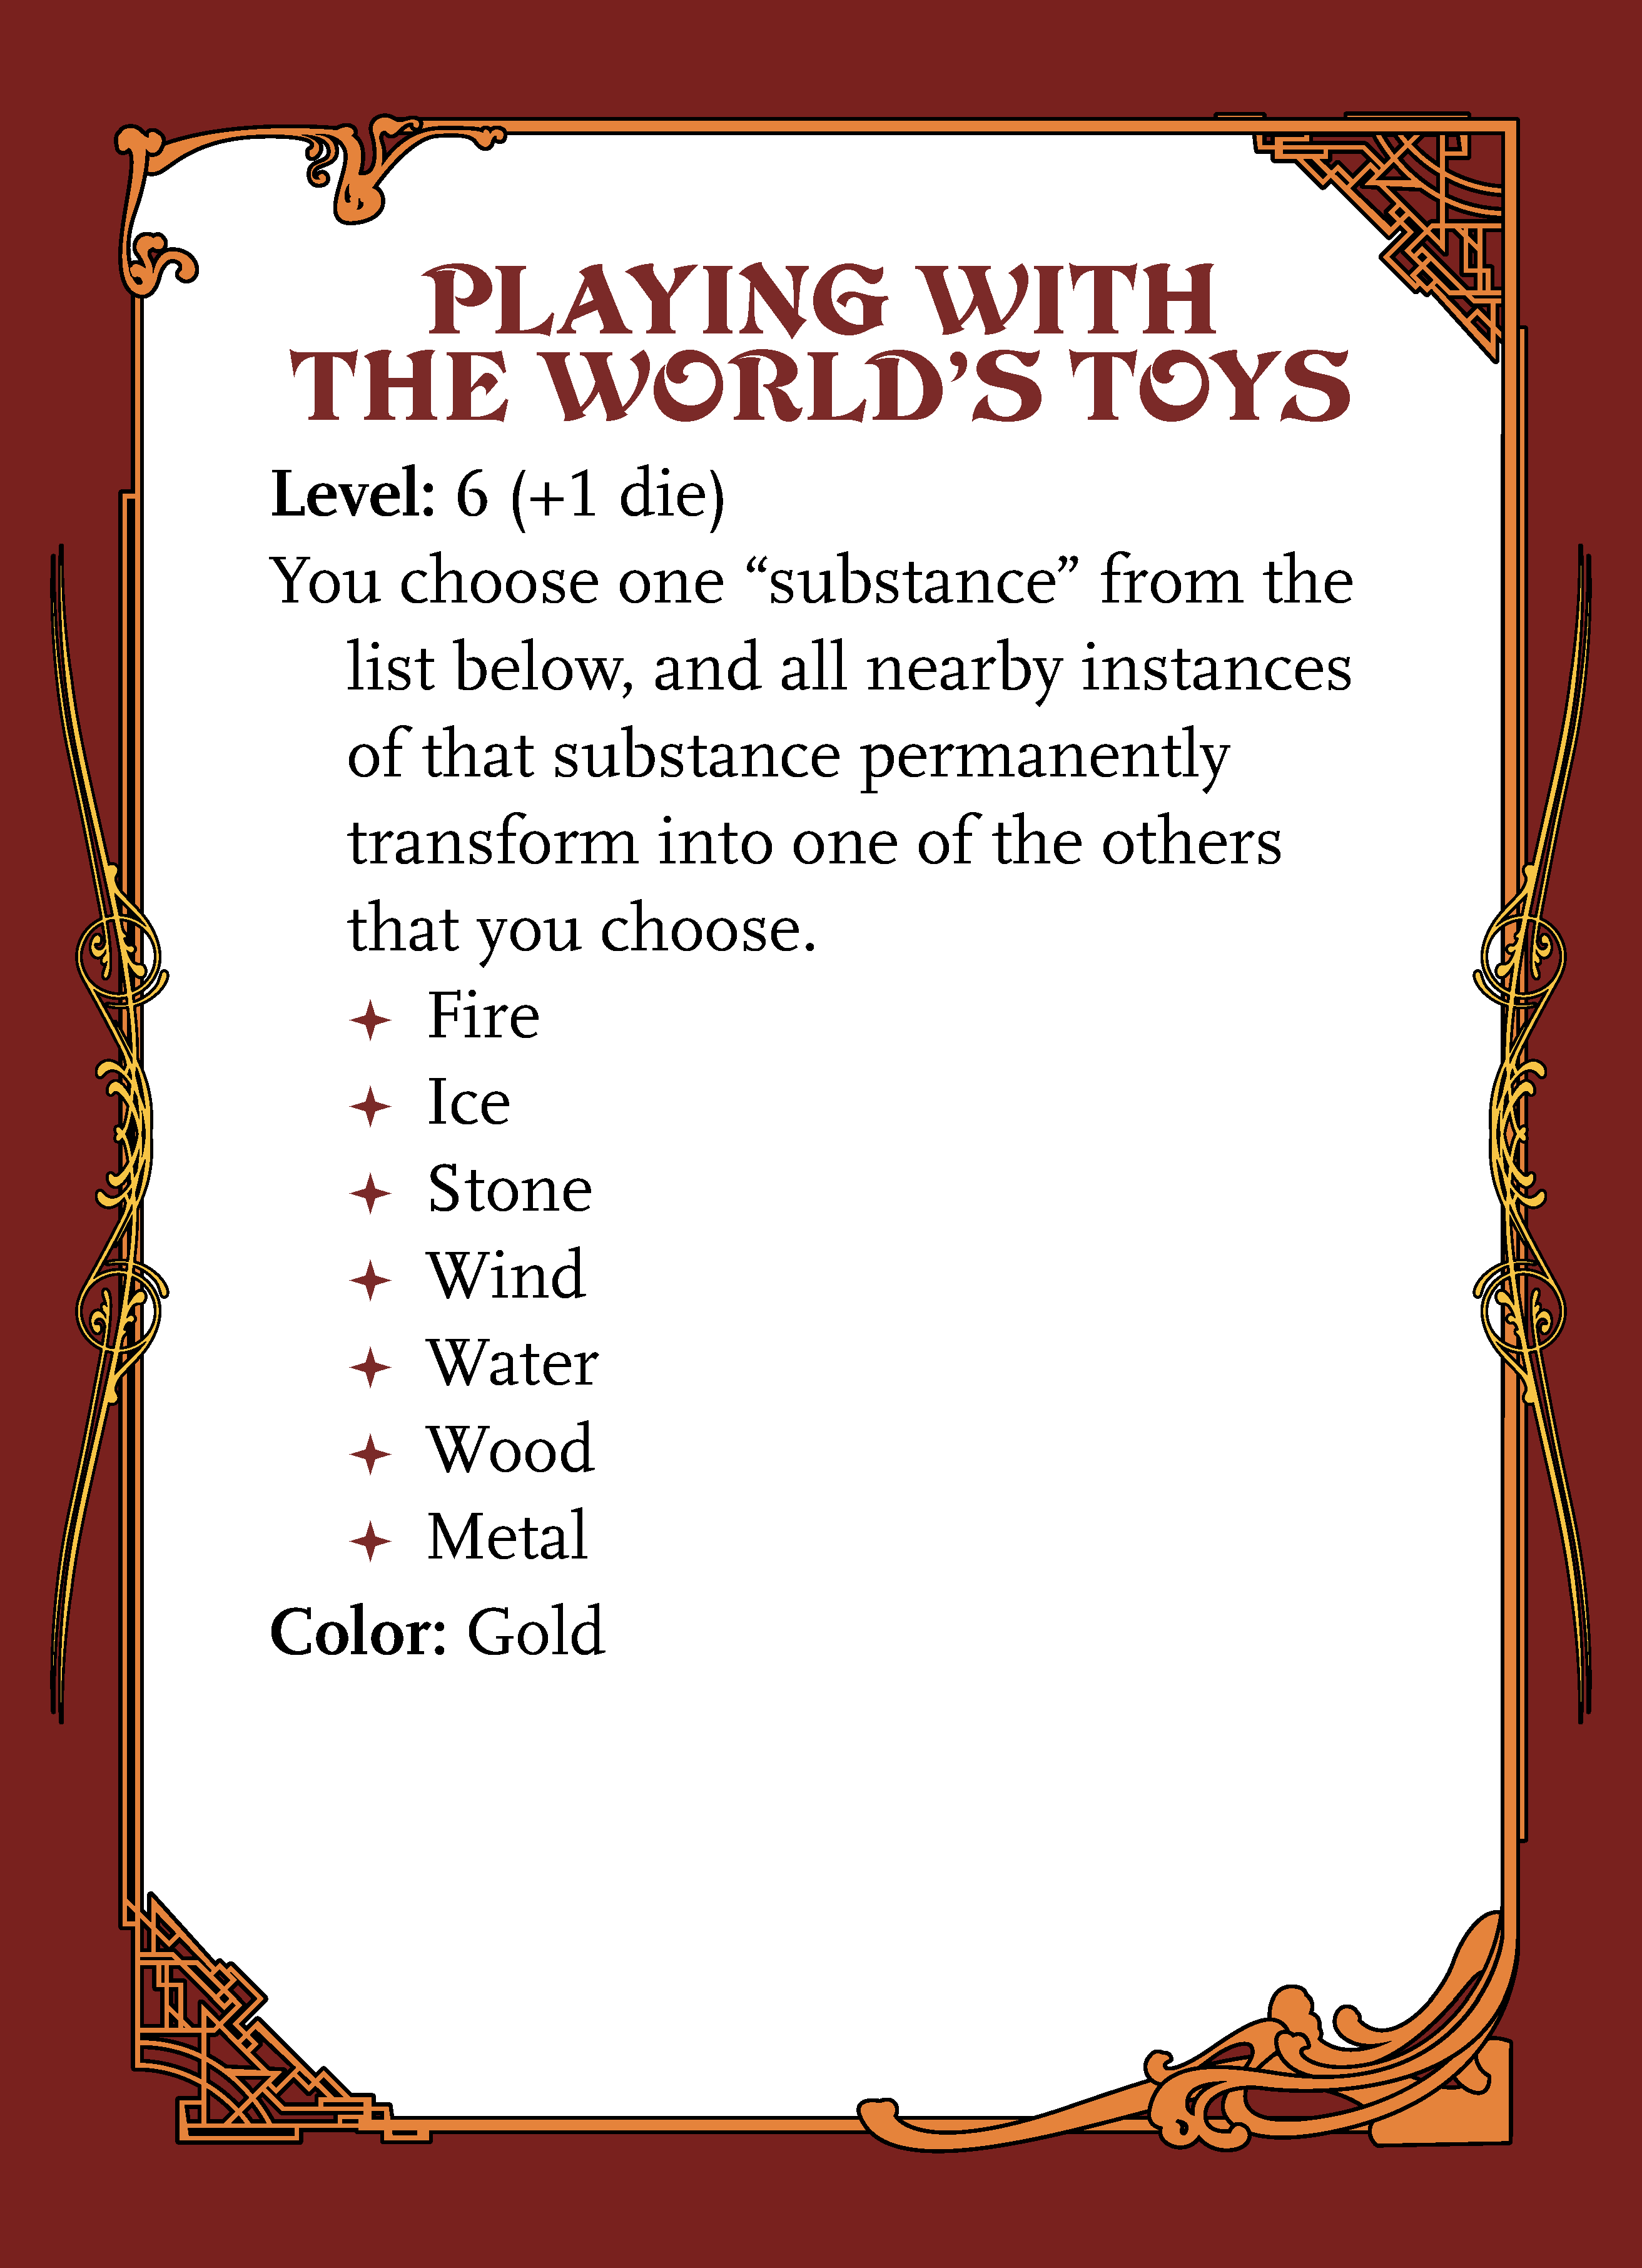 PLAYING WITH
THE WORLD’S TOYS
Level: 6 (+1 die)
You choose one “substance” from the
list below, and all nearby instances
of that substance permanently
transform into one of the others
that you choose.
Fire
Ice
Stone
Wind
Water
Wood
Metal
Color: Gold